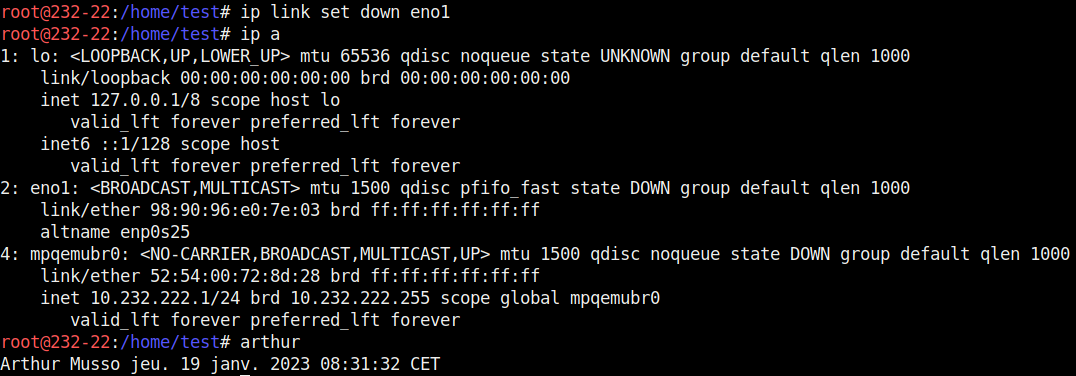 root@232-22:/home/test# ip link set down eno1
root@232-22:/home/test# ip a
1: lo: <LOOPBACK,UP,LOWER_UP> mtu 65536 qdisc noqueue state UNKNOWN group default qlen 1000
    link/loopback 00:00:00:00:00:00 brd 00:00:00:00:00:00
    inet 127.0.0.1/8 scope host lo
       valid_lft forever preferred_lft forever
    inet6 ::1/128 scope host
       valid_lft forever preferred_lft forever
2: eno1: <BROADCAST,MULTICAST> mtu 1500 qdisc pfifo_fast state DOWN group default qlen 1000
    link/ether 98:90:96:e0:7e:03 brd ff:ff:ff:ff:ff:ff
    altname enp0s25
4: mpqemubr0: <NO-CARRIER,BROADCAST,MULTICAST,UP> mtu 1500 qdisc noqueue state DOWN group default qlen 1000
    link/ether 52:54:00:72:8d:28 brd ff:ff:ff:ff:ff:ff
    inet 10.232.222.1/24 brd 10.232.222.255 scope global mpqemubr0
       valid_lft forever preferred_lft forever
root@232-22:/home/test# arthur
Arthur Musso jeu. 19 janv. 2023 08:31:32 CET